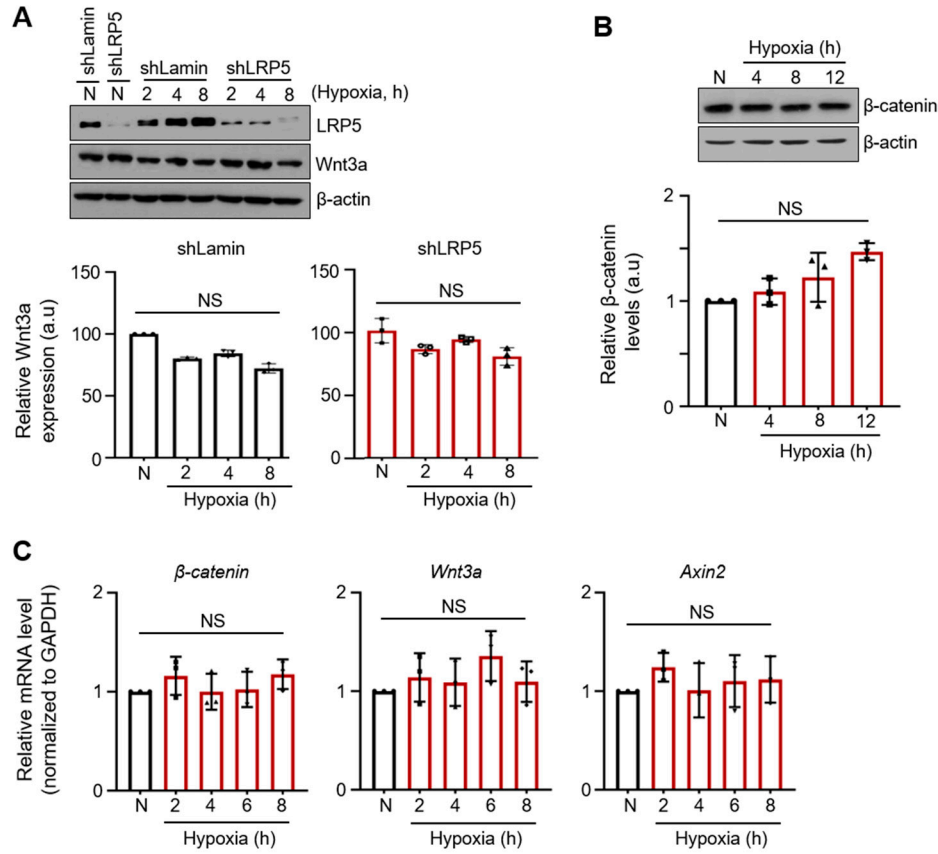 A
shLamin
shLRP5
shLamin shLRP5
N N 2 4 8 2 4 8 (Hypoxia, h)
LRP5
Wnt3a
β-actin
B
Hypoxia (h)
N 4 8 12
β-catenin
β-actin
shLamin
Relative Wnt3a
expression (a.u)
150
100
50
0
NS
N 2 4 8
Hypoxia (h)
shLRP5
150
100
50
0
NS
N 2 4 8
Hypoxia (h)
Relative β-catenin
levels (a.u)
2
1
0
NS
N 4 8 12
Hypoxia (h)
C
Relative mRNA level
(normalized to GAPDH)
β-catenin
2
1
0
NS
N 2 4 6 8
Hypoxia (h)
Wnt3a
2
1
0
NS
N 2 4 6 8
Hypoxia (h)
Axin2
2
1
0
NS
N 2 4 6 8
Hypoxia (h)